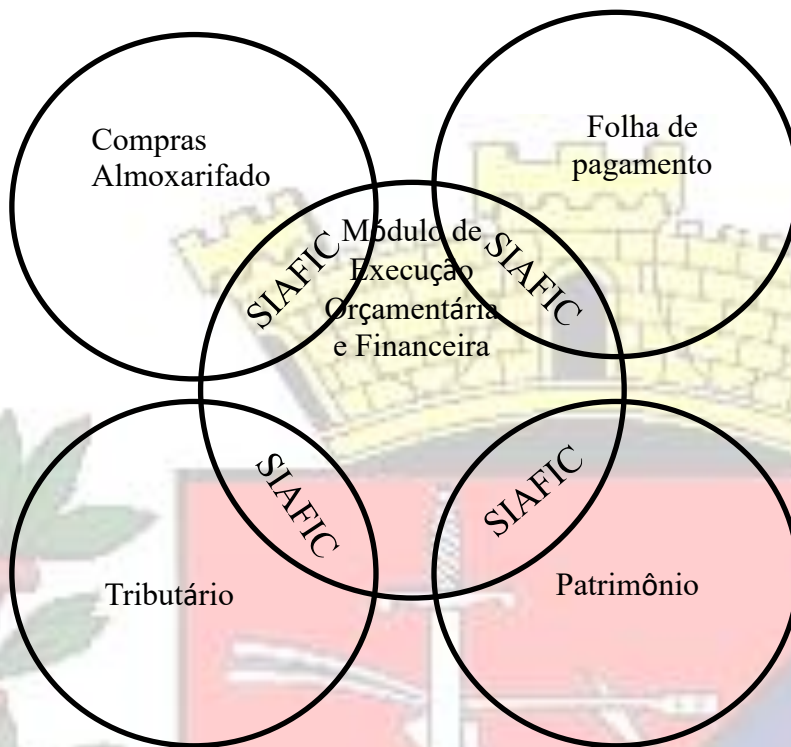 Compras
Almoxarifado
Folha de
pagamento
Módulo de
Execução
Orçamentária
e Financeira
SIAFIC
SIAFIC
SIAFIC
SIAFIC
Tributário
Patrimônio